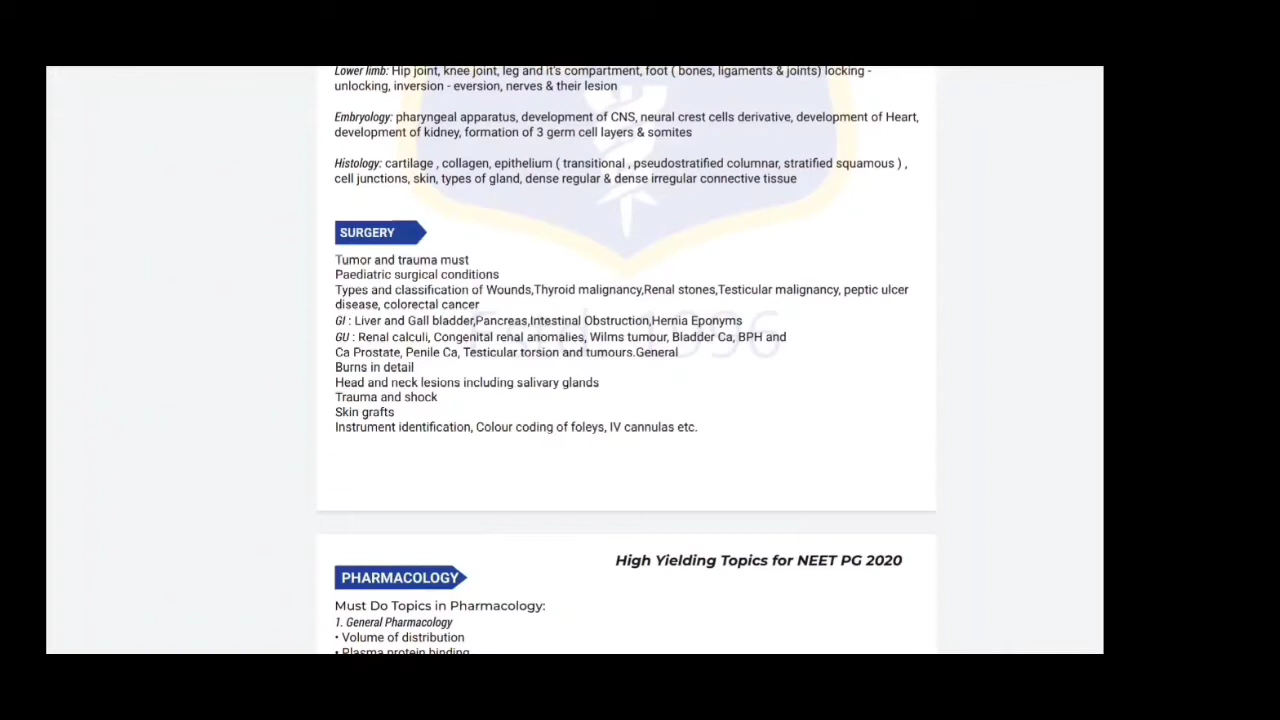 Lower limb: Hip joint, knee joint, leg and it's compartment, foot ( bones, ligaments & joints) locking -
unlocking, inversion - eversion, nerves & their lesion
Embryology: pharyngeal apparatus, development of CNS, neural crest cells derivative, development of Heart,
development of kidney, formation of 3 germ cell layers & somites
Histology: cartilage , collagen, epithelium ( transitional , pseudostratified columnar, stratified squamous ) ,
cell junctions, skin, types of gland, dense regular & dense irregular connective tissue
SURGERY
Tumor and trauma must
Paediatric surgical conditions
Types and classification of Wounds,Thyroid malignancy,Renal stones,Testicular malignancy, peptic ulcer
disease, colorectal cancer
GI : Liver and Gall bladder,Pancreas,Intestinal Obstruction,Hernia Eponyms
GU : Renal calculi, Congenital renal anomalies, Wilms tumour, Bladder Ca, BPH and
Ca Prostate, Penile Ca, Testicular torsion and tumours.General
Burns in detail
Head and neck lesions including salivary glands
Trauma and shock
Skin grafts
Instrument identification, Colour coding of foleys, IV cannulas etc.
High Yielding Topics for NEET PG 2020
PHARMACOLOGY
Must Do Topics in Pharmacology:
1. General Pharmacology
• Volume of distribution
• Plasma protein binding